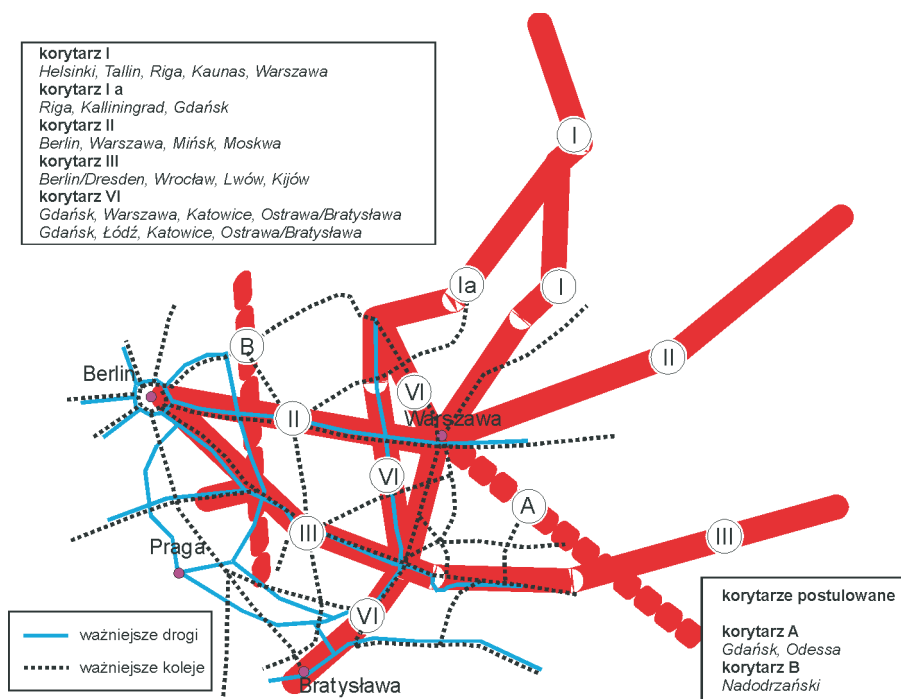 korytarz I
Helsinki, Tallin, Riga, Kaunas, Warszawa
korytarz I a
Riga, Kalliningrad, Gdańsk
korytarz II
Berlin, Warszawa, Mińsk, Moskwa
korytarz III
Berlin/Dresden, Wrocław, Lwów, Kijów
korytarz VI
Gdańsk, Warszawa, Katowice, Ostrawa/Bratysława
Gdańsk, Łódź, Katowice, Ostrawa/Bratysława
I
Ia
I
B
II
Berlin
VI
II
Warszawa
VI
A
III
III
Praga
VI
Bratysława
ważniejsze drogi
ważniejsze koleje
korytarze postulowane
korytarz A
Gdańsk, Odessa
korytarz B
Nadodrzański